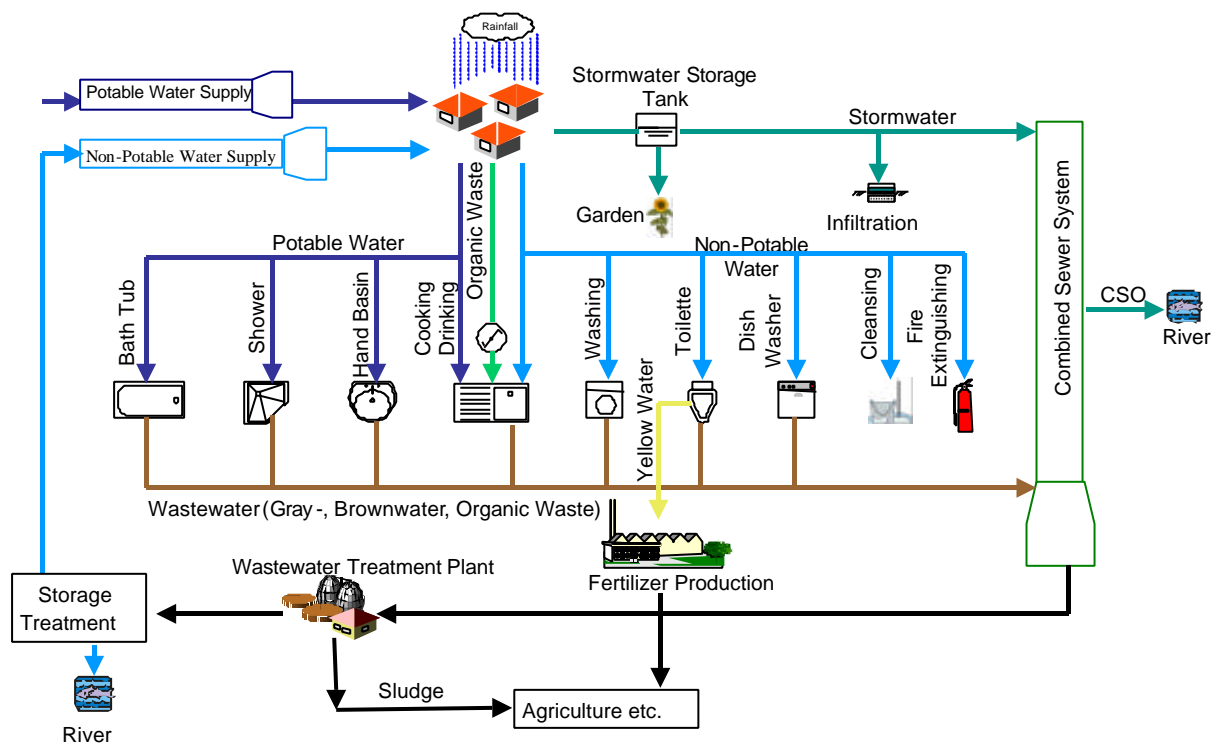 Rainfall
Potable Water Supply
Non-Potable Water Supply
Stormwater Storage
Tank
Stormwater
Garden
Infiltration
Combined Sewer System
CSO
River
Potable Water
Organic Waste
Non-Potable
Water
Bath Tub
Shower
Hand Basin
Cooking
Drinking
Washing
Toilette
Dish
Washer
Cleansing
Fire
Extinguishing
Yellow Water
Wastewater (Gray-, Brownwater, Organic Waste)
Wastewater Treatment Plant
Fertilizer Production
Storage
Treatment
Sludge
Agriculture etc.
River